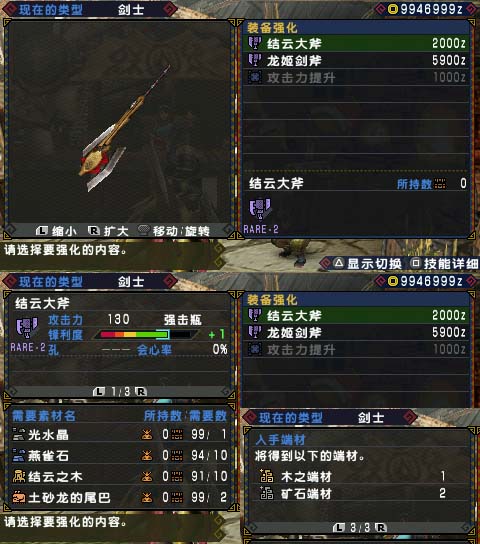 现在的类型 剑士
9946999z
装备强化
结云大斧 2000z
龙姬剑斧 5900z
攻击力提升 1000z
结云大斧 所持数 0
RARE-2
L 缩小 R 扩大 移动/旋转
请选择要强化的内容。
△显示切换 □技能详细
现在的类型 剑士
9946999z
结云大斧
攻击力 130 强击瓶
锋利度 +1
RARE-2
孔 --- 会心率 0%
L 1/3 R
装备强化
结云大斧 2000z
龙姬剑斧 5900z
攻击力提升 1000z
需要素材名 所持数/需要数
光水晶 0 99/ 1
燕雀石 0 94/10
结云之木 0 91/10
土砂龙的尾巴 0 99/ 2
请选择要强化的内容。
现在的类型 剑士
入手端材
将得到以下的端材。
木之端材 1
矿石端材 2
L 3/3 R